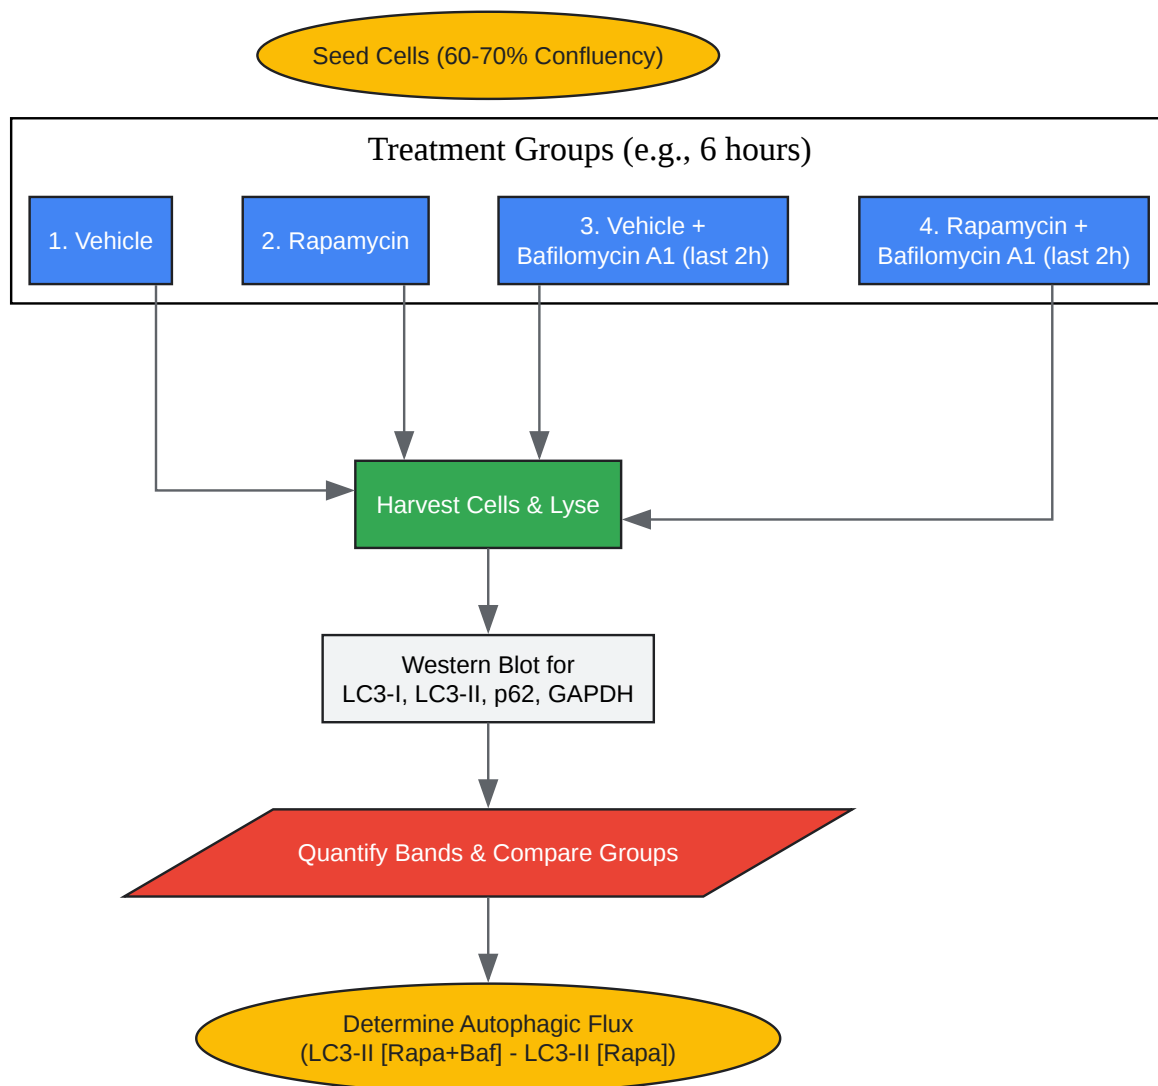 Seed Cells (60-70% Confluency)
Treatment Groups (e.g., 6 hours)
1. Vehicle
2. Rapamycin
3. Vehicle +
Bafilomycin A1 (last 2h)
4. Rapamycin +
Bafilomycin A1 (last 2h)
Harvest Cells & Lyse
Western Blot for
LC3-I, LC3-II, p62, GAPDH
Quantify Bands & Compare Groups
Determine Autophagic Flux
(LC3-II [Rapa+Baf] - LC3-II [Rapa])